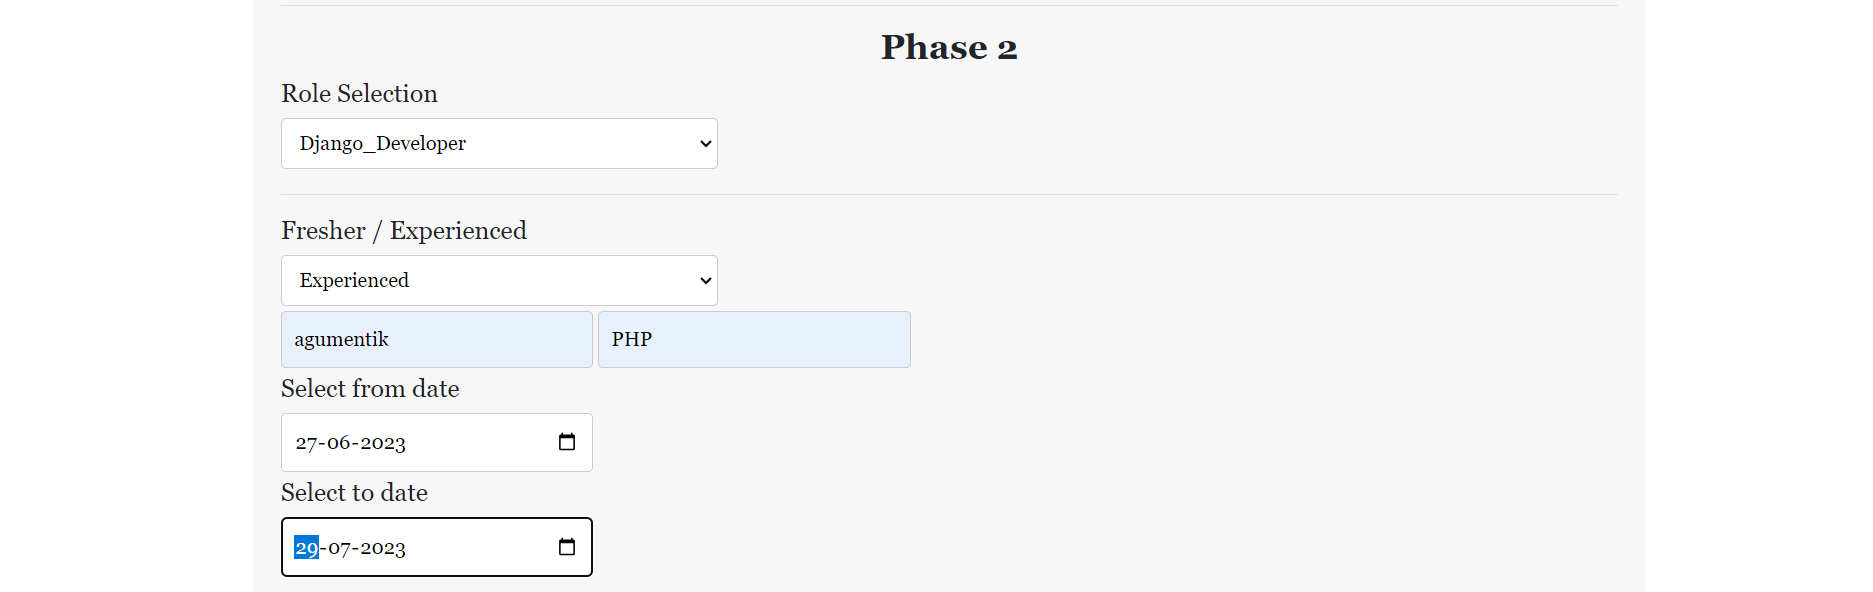 Phase 2
Role Selection
Django_Developer
Fresher / Experienced
Experienced
agumentik PHP
Select from date
27-06-2023
Select to date
29-07-2023